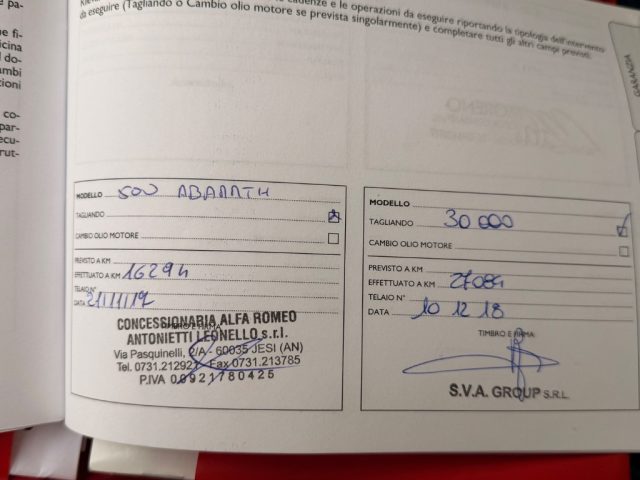 cadenze e le operazioni da eseguire riportando la tipologia dell'intervento
da eseguire (Tagliando o Cambio olio motore se prevista singolarmente) e completare tutti gli altri campi previsti.
GARANZIA
MODELLO 500 ABARATH
TAGLIANDO
CAMBIO OLIO MOTORE
PREVISTO A KM
EFFETTUATO A KM 16294
TELAIO N°
DATA 21/11/17
CONCESSIONARIA ALFA ROMEO
ANTONIETTI LEONELLO s.r.l.
Via Pasquinelli, 2/A - 60035 JESI (AN)
Tel. 0731.212921 Fax 0731.213785
P.IVA 00921780425
MODELLO
TAGLIANDO 30 000
CAMBIO OLIO MOTORE
PREVISTO A KM
EFFETTUATO A KM 27084
TELAIO N°
DATA 10 12 18
TIMBRO E FIRMA
S.V.A. GROUP S.R.L.